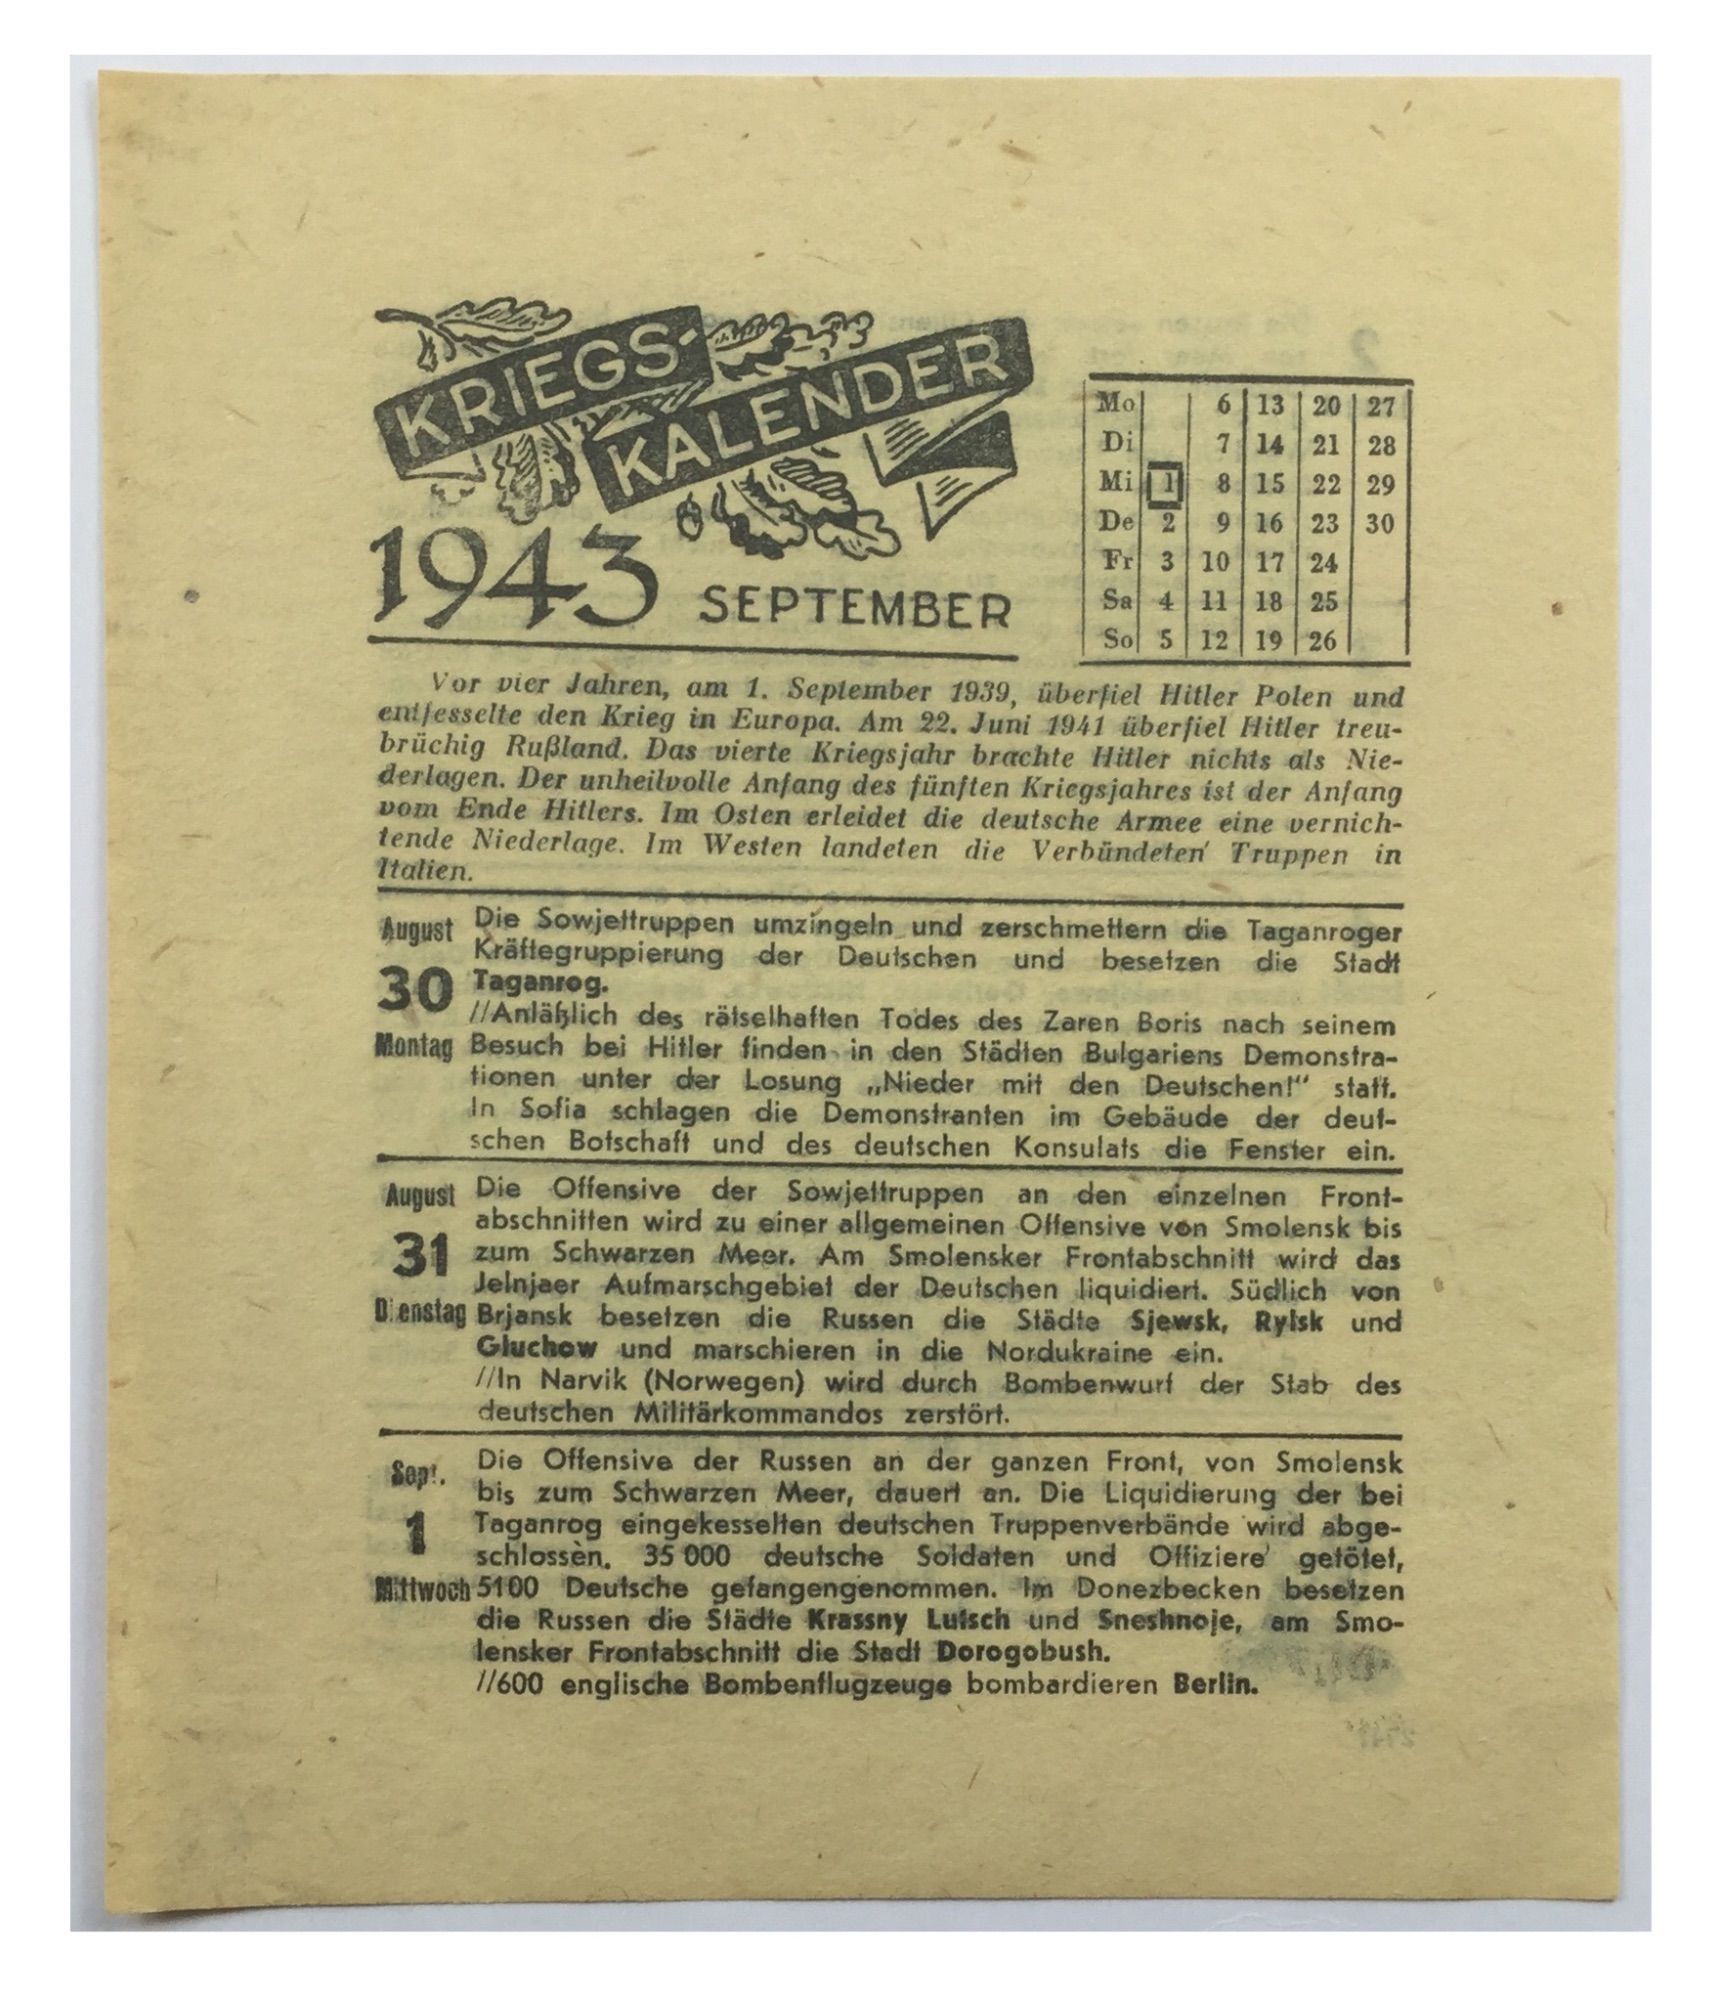 KRIEGS-
KALENDER
1943 SEPTEMBER
Mo 6 13 20 27
Di 7 14 21 28
Mi 1 8 15 22 29
De 2 9 16 23 30
Fr 3 10 17 24
Sa 4 11 18 25
So 5 12 19 26
Vor vier Jahren, am 1. September 1939, überfiel Hitler Polen und
entfesselte den Krieg in Europa. Am 22. Juni 1941 überfiel Hitler treu-
brüchig Rußland. Das vierte Kriegsjahr brachte Hitler nichts als Nie-
derlagen. Der unheilvolle Anfang des fünften Kriegsjahres ist der Anfang
vom Ende Hitlers. Im Osten erleidet die deutsche Armee eine vernich-
tende Niederlage. Im Westen landeten die Verbündeten Truppen in
Italien.
August
30
Montag
Die Sowjettruppen umzingeln und zerschmettern die Taganroger
Kräftegruppierung der Deutschen und besetzen die Stadt
Taganrog.
//Anläßlich des rätselhaften Todes des Zaren Boris nach seinem
Besuch bei Hitler finden in den Städten Bulgariens Demonstra-
tionen unter der Losung „Nieder mit den Deutschen!“ statt.
In Sofia schlagen die Demonstranten im Gebäude der deut-
schen Botschaft und des deutschen Konsulats die Fenster ein.
August
31
Dienstag
Die Offensive der Sowjettruppen an den einzelnen Front-
abschnitten wird zu einer allgemeinen Offensive von Smolensk bis
zum Schwarzen Meer. Am Smolensker Frontabschnitt wird das
Jelnjaer Aufmarschgebiet der Deutschen liquidiert. Südlich von
Brjansk besetzen die Russen die Städte Sjewsk, Rylsk und
Gluchow und marschieren in die Nordukraine ein.
//In Narvik (Norwegen) wird durch Bombenwurf der Stab des
deutschen Militärkommandos zerstört.
Sept.
1
Mittwoch
Die Offensive der Russen an der ganzen Front, von Smolensk
bis zum Schwarzen Meer, dauert an. Die Liquidierung der bei
Taganrog eingekesselten deutschen Truppenverbände wird abge-
schlossen. 35 000 deutsche Soldaten und Offiziere getötet,
5100 Deutsche gefangengenommen. Im Donezbecken besetzen
die Russen die Städte Krassny Lutsch und Sneshnoje, am Smo-
lensker Frontabschnitt die Stadt Dorogobush.
//600 englische Bombenflugzeuge bombardieren Berlin.